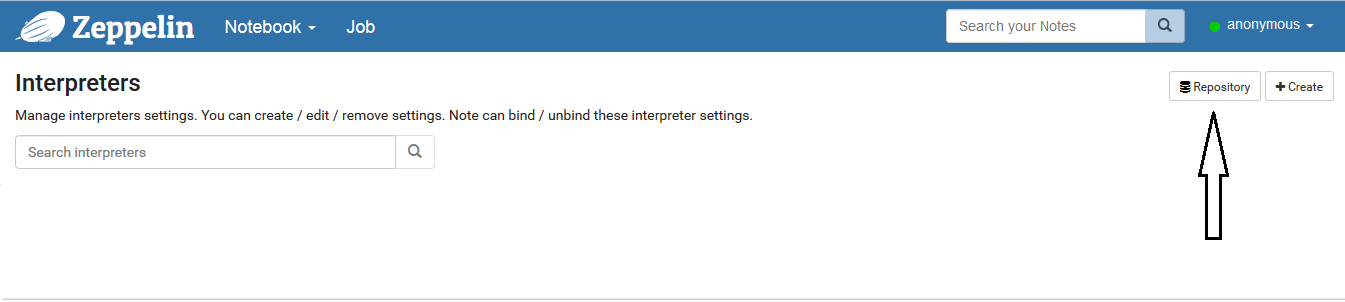 Zeppelin Notebook Job Search your Notes anonymous
Interpreters
Repository Create
Manage interpreters settings. You can create / edit / remove settings. Note can bind / unbind these interpreter settings.
Search interpreters